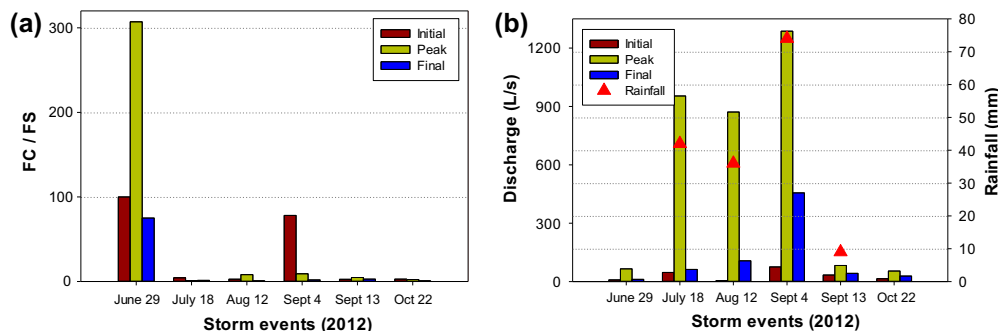 (a)
FC / FS
300
200
100
0
Initial
Peak
Final
June 29 July 18 Aug 12 Sept 4 Sept 13 Oct 22
Storm events (2012)
(b)
Discharge (L/s)
1200
900
600
300
0
Initial
Peak
Final
Rainfall
80
70
60
50
40
30
20
10
0
Rainfall (mm)
June 29 July 18 Aug 12 Sept 4 Sept 13 Oct 22
Storm events (2012)